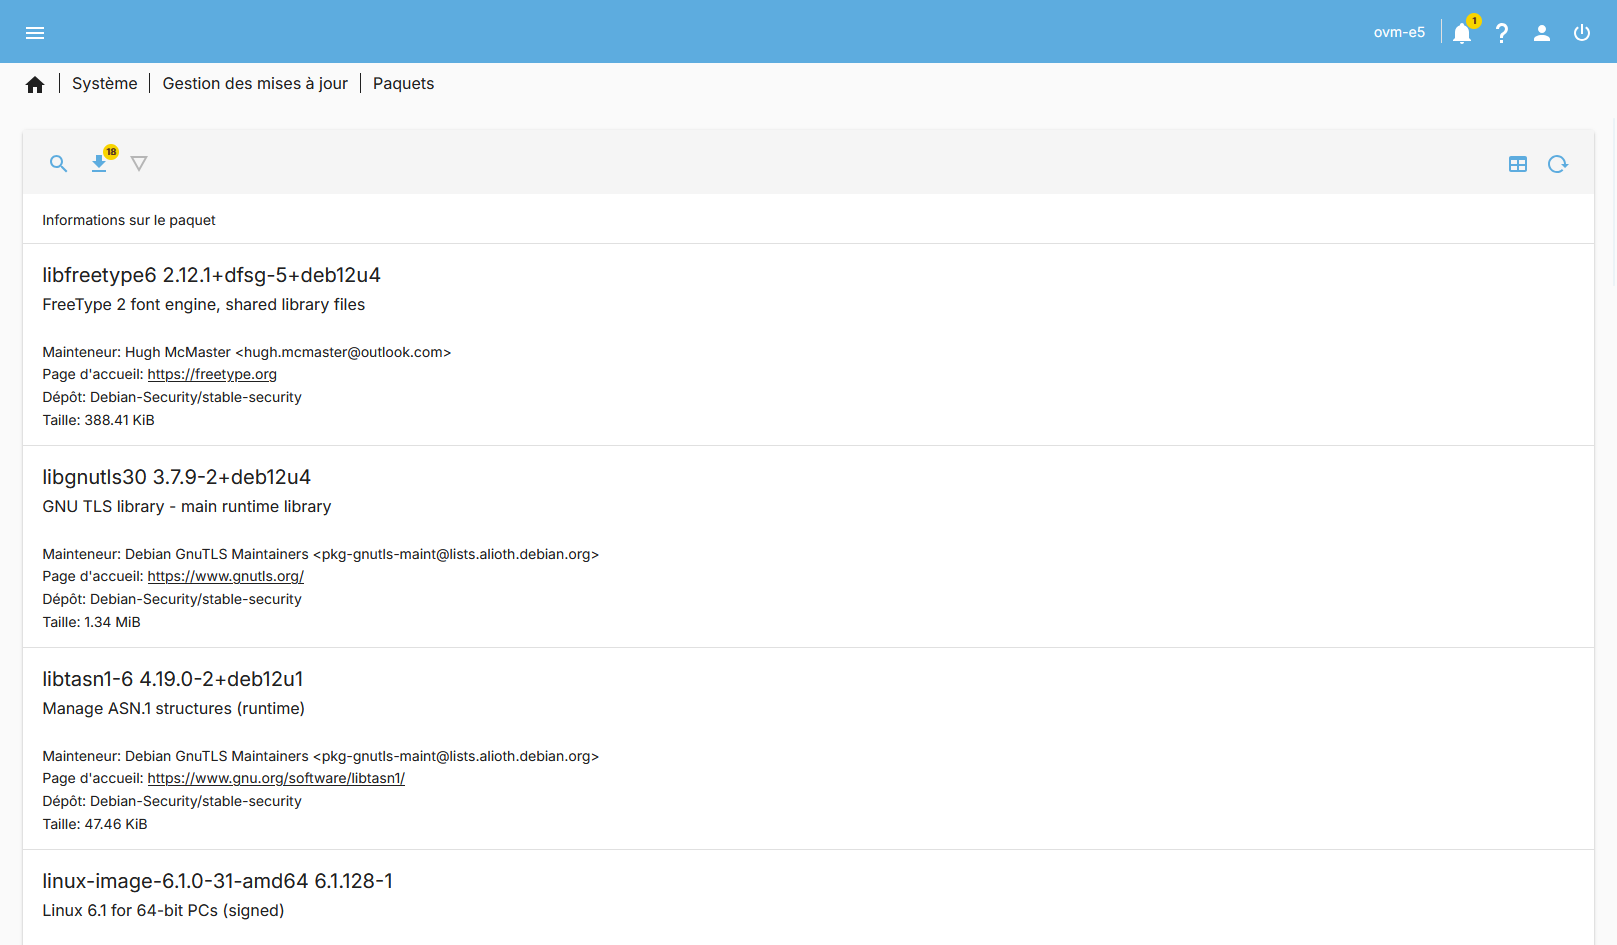 ovm-e5
1
Système
Gestion des mises à jour
Paquets
18
Informations sur le paquet
libfreetype6 2.12.1+dfsg-5+deb12u4
FreeType 2 font engine, shared library files
Mainteneur: Hugh McMaster <hugh.mcmaster@outlook.com>
Page d'accueil: https://freetype.org
Dépôt: Debian-Security/stable-security
Taille: 388.41 KiB
libgnutls30 3.7.9-2+deb12u4
GNU TLS library - main runtime library
Mainteneur: Debian GnuTLS Maintainers <pkg-gnutls-maint@lists.alioth.debian.org>
Page d'accueil: https://www.gnutls.org/
Dépôt: Debian-Security/stable-security
Taille: 1.34 MiB
libtasn1-6 4.19.0-2+deb12u1
Manage ASN.1 structures (runtime)
Mainteneur: Debian GnuTLS Maintainers <pkg-gnutls-maint@lists.alioth.debian.org>
Page d'accueil: https://www.gnu.org/software/libtasn1/
Dépôt: Debian-Security/stable-security
Taille: 47.46 KiB
linux-image-6.1.0-31-amd64 6.1.128-1
Linux 6.1 for 64-bit PCs (signed)